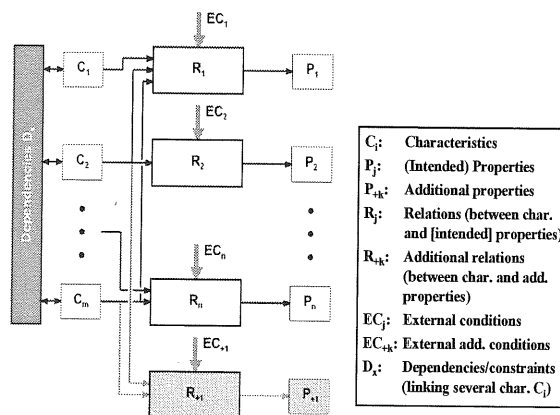 EC1
C1
R1
P1
EC2
C2
R2
P2
Dependencies Dx
ECn
Cm
Rn
Pn
EC+1
R+1
P+1
Ci: Characteristics
Pj: (Intended) Properties
P+k: Additional properties
Rj: Relations (between char.
and [intended] properties)
R+k: Additional relations
(between char. and add.
properties)
ECj: External conditions
EC+k: External add. conditions
Dx: Dependencies/constraints
(linking several char. Ci)